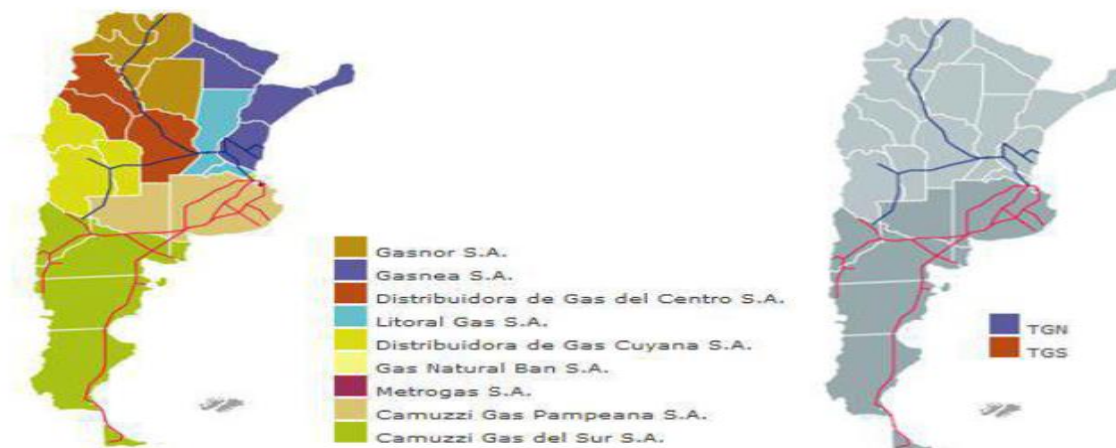 Gasnor S.A.
Gasnea S.A.
Distribuidora de Gas del Centro S.A.
Litoral Gas S.A.
Distribuidora de Gas Cuyana S.A.
Gas Natural Ban S.A.
Metrogas S.A.
Camuzzi Gas Pampeana S.A.
Camuzzi Gas del Sur S.A.
TGN
TGS